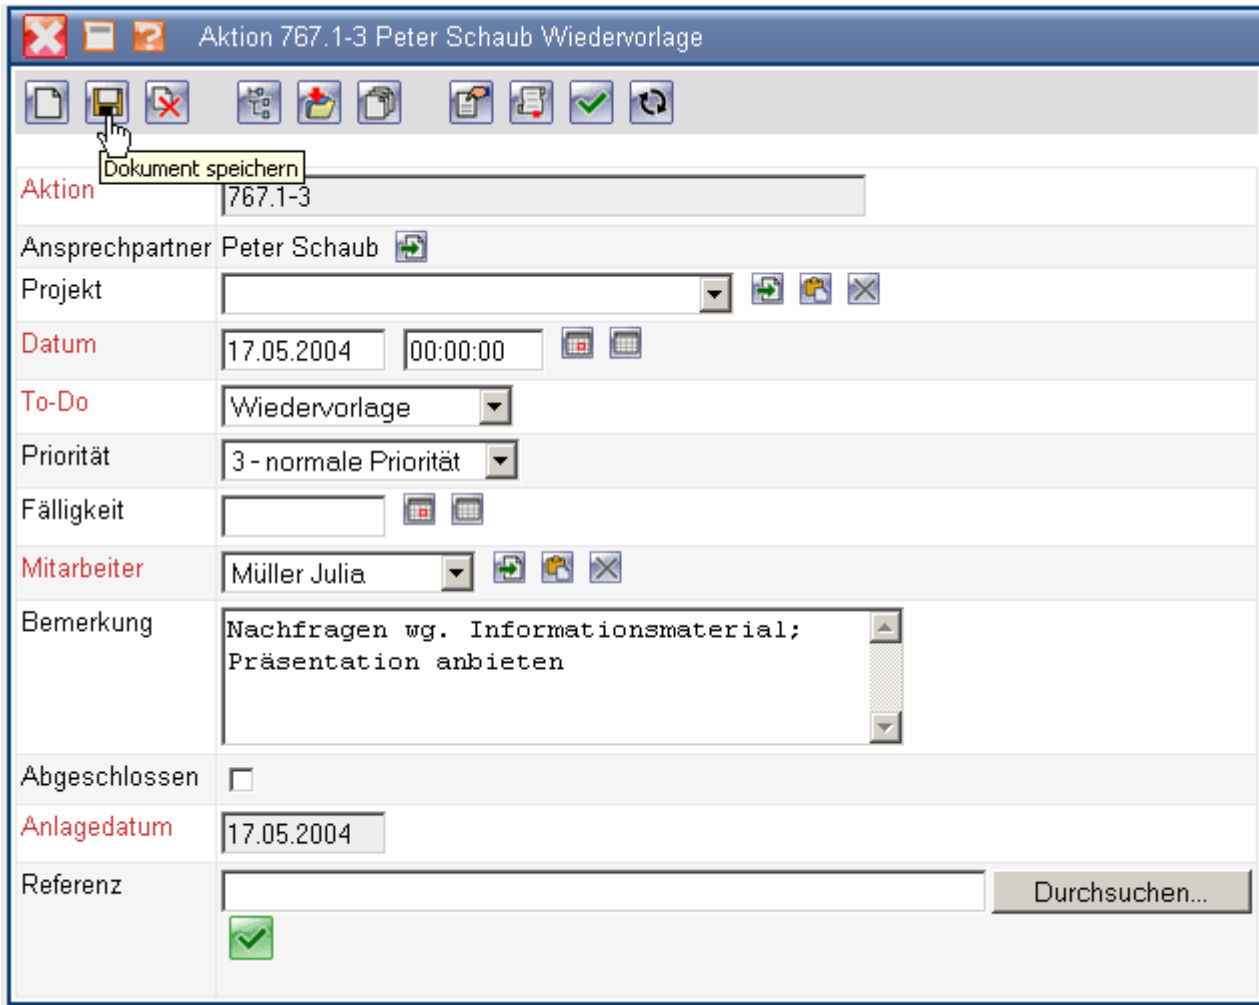 Aktion 767.1-3 Peter Schaub Wiedervorlage
Dokument speichern
Aktion 767.1-3
Ansprechpartner Peter Schaub
Projekt
Datum 17.05.2004 00:00:00
To-Do Wiedervorlage
Priorität 3 - normale Priorität
Fälligkeit
Mitarbeiter Müller Julia
Bemerkung Nachfragen wg. Informationsmaterial;
Präsentation anbieten
Abgeschlossen
Anlagedatum 17.05.2004
Referenz Durchsuchen...